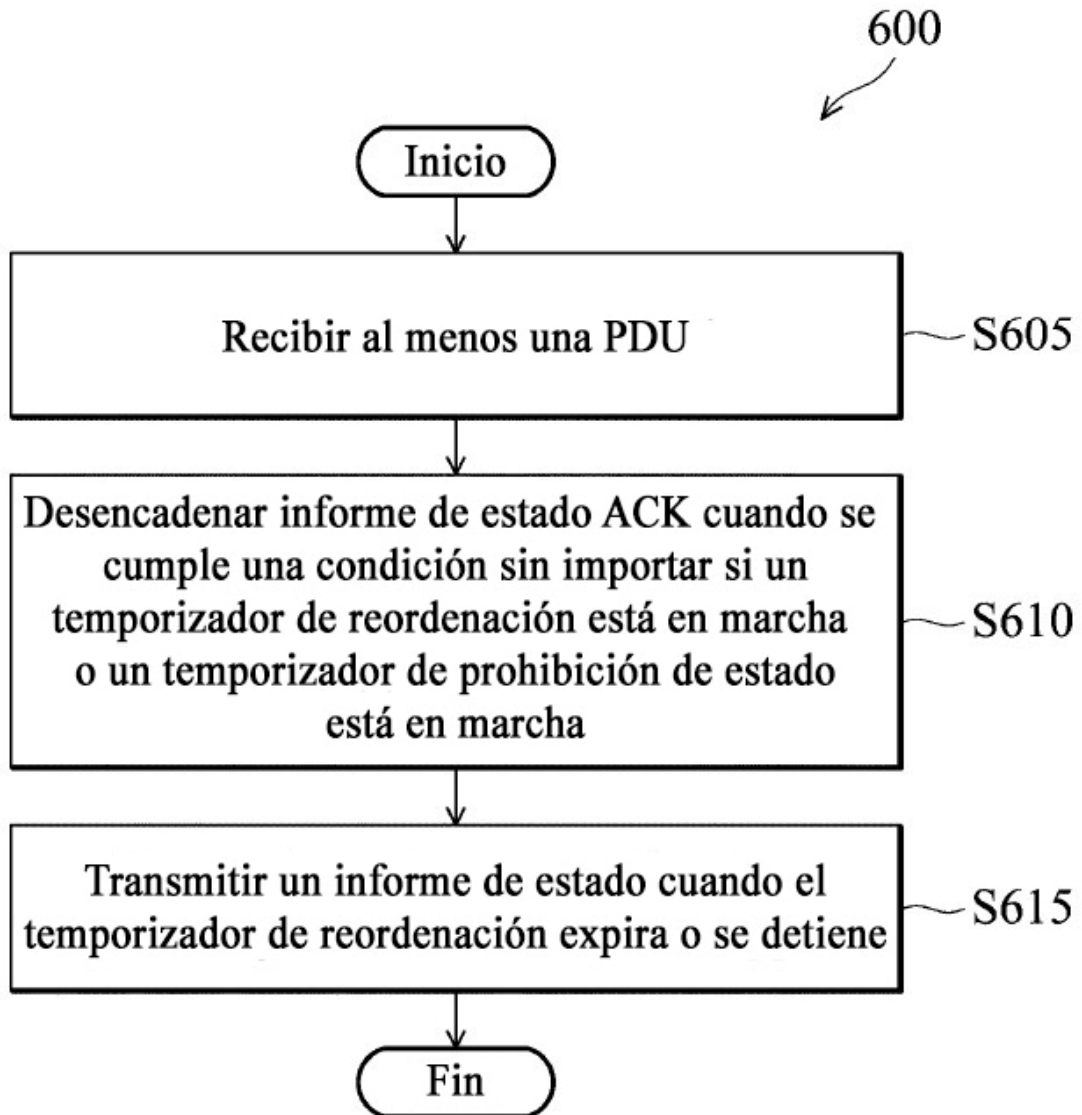 600
Inicio
Recibir al menos una PDU
S605
Desencadenar informe de estado ACK cuando se
cumple una condición sin importar si un
temporizador de reordenación está en marcha
o un temporizador de prohibición de estado
está en marcha
S610
Transmitir un informe de estado cuando el
temporizador de reordenación expira o se detiene
S615
Fin